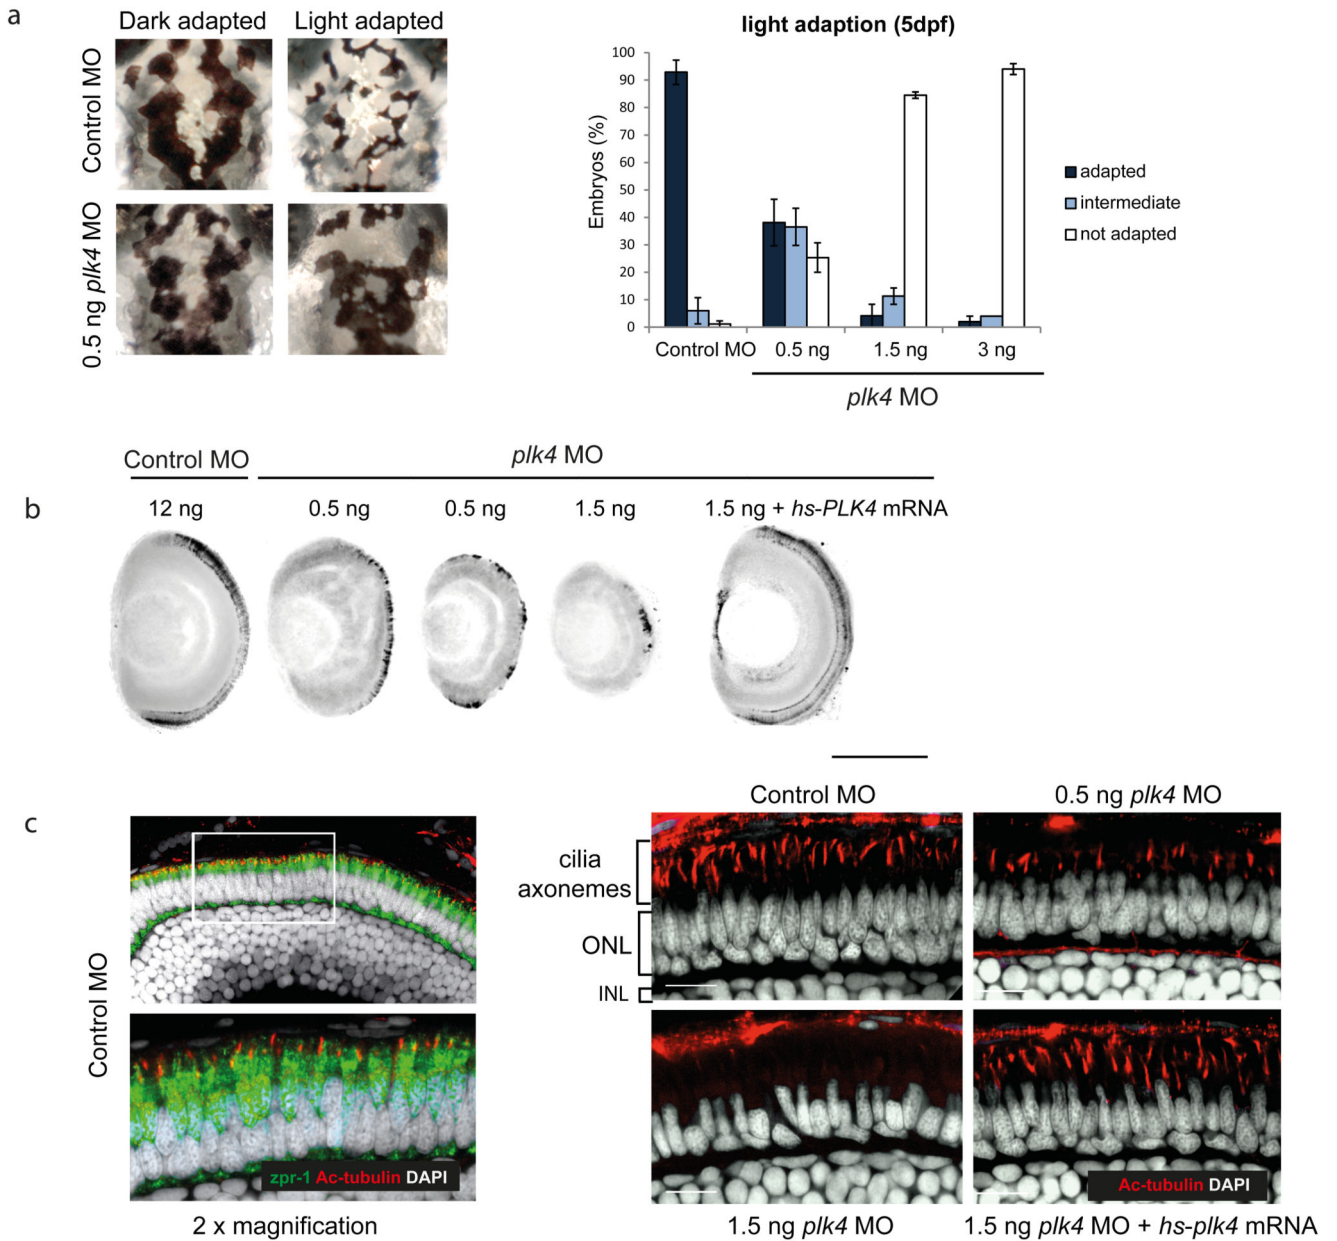 a
Dark adapted
Light adapted
Control MO
0.5 ng plk4 MO
light adaption (5dpf)
Embryos (%)
100
90
80
70
60
50
40
30
20
10
0
Control MO
0.5 ng
1.5 ng
3 ng
plk4 MO
adapted
intermediate
not adapted
b
Control MO
plk4 MO
12 ng
0.5 ng
0.5 ng
1.5 ng
1.5 ng + hs-PLK4 mRNA
c
Control MO
zpr-1 Ac-tubulin DAPI
2 x magnification
Control MO
0.5 ng plk4 MO
cilia
axonemes
ONL
INL
Ac-tubulin DAPI
1.5 ng plk4 MO
1.5 ng plk4 MO + hs-plk4 mRNA